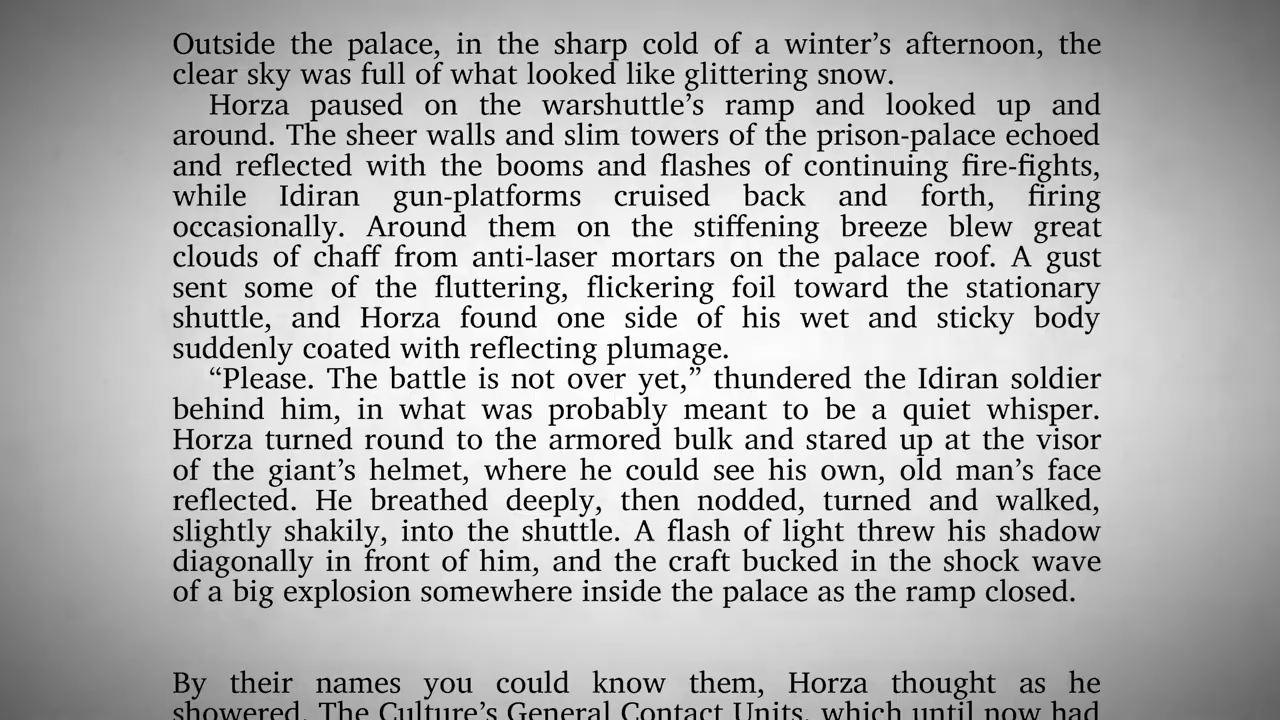 Outside the palace, in the sharp cold of a winter’s afternoon, the
clear sky was full of what looked like glittering snow.
Horza paused on the warshuttle’s ramp and looked up and
around. The sheer walls and slim towers of the prison-palace echoed
and reflected with the booms and flashes of continuing fire-fights,
while Idiran gun-platforms cruised back and forth, firing
occasionally. Around them on the stiffening breeze blew great
clouds of chaff from anti-laser mortars on the palace roof. A gust
sent some of the fluttering, flickering foil toward the stationary
shuttle, and Horza found one side of his wet and sticky body
suddenly coated with reflecting plumage.
“Please. The battle is not over yet,” thundered the Idiran soldier
behind him, in what was probably meant to be a quiet whisper.
Horza turned round to the armored bulk and stared up at the visor
of the giant’s helmet, where he could see his own, old man’s face
reflected. He breathed deeply, then nodded, turned and walked,
slightly shakily, into the shuttle. A flash of light threw his shadow
diagonally in front of him, and the craft bucked in the shock wave
of a big explosion somewhere inside the palace as the ramp closed.
By their names you could know them, Horza thought as he
showered. The Culture’s General Contact Units, which until now had